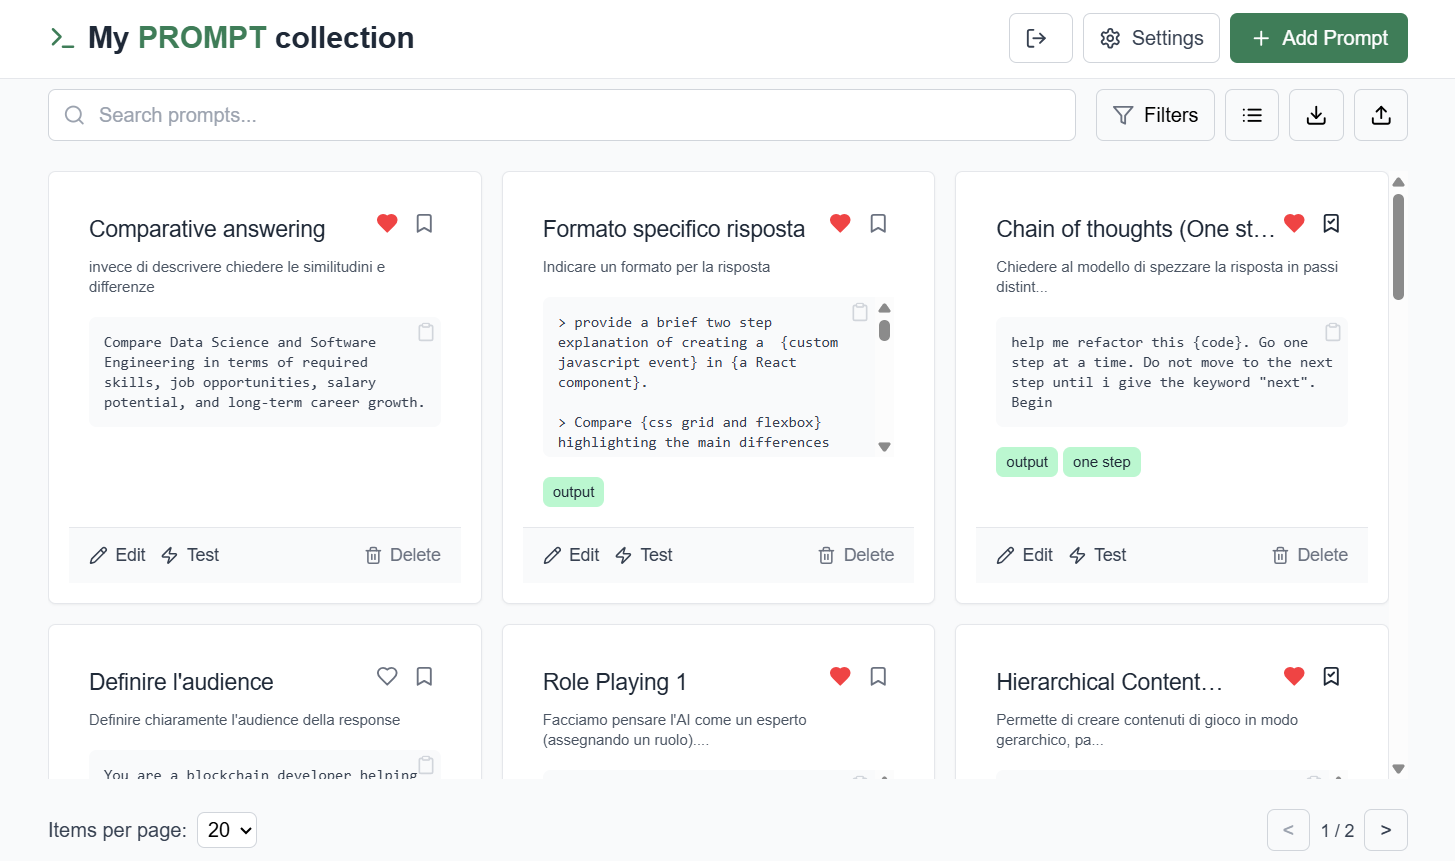 My PROMPT collection
Settings
Add Prompt
Search prompts...
Filters
Comparative answering
invece di descrivere chiedere le similitudini e
differenze
Compare Data Science and Software
Engineering in terms of required
skills, job opportunities, salary
potential, and long-term career growth.
Edit
Test
Delete
Formato specifico risposta
Indicare un formato per la risposta
> provide a brief two step
explanation of creating a  {custom
javascript event} in {a React
component}.
> Compare {css grid and flexbox}
highlighting the main differences
output
Edit
Test
Delete
Chain of thoughts (One st...
Chiedere al modello di spezzare la risposta in passi
distint...
help me refactor this {code}. Go one
step at a time. Do not move to the next
step until i give the keyword "next".
Begin
output
one step
Edit
Test
Delete
Definire l'audience
Definire chiaramente l'audience della response
You are a blockchain developer helping
Role Playing 1
Facciamo pensare l'AI come un esperto
(assegnando un ruolo)....
Hierarchical Content...
Permette di creare contenuti di gioco in modo
gerarchico, pa...
Items per page: 20
< 1 / 2 >